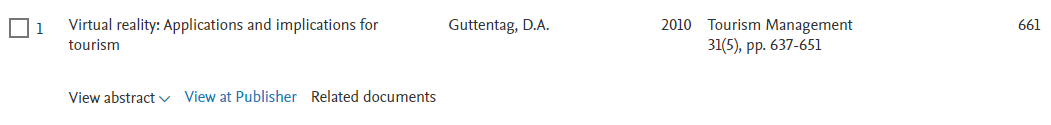 1 Virtual reality: Applications and implications for Guttentag, D.A. 2010 Tourism Management 661
tourism 31(5), pp. 637-651
View abstract View at Publisher Related documents